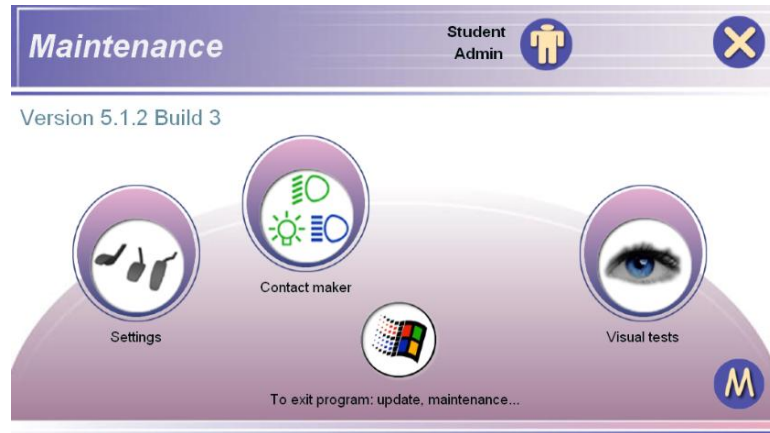 Maintenance
Student
Admin
Version 5.1.2 Build 3
Contact maker
Settings
Visual tests
To exit program: update, maintenance...
M